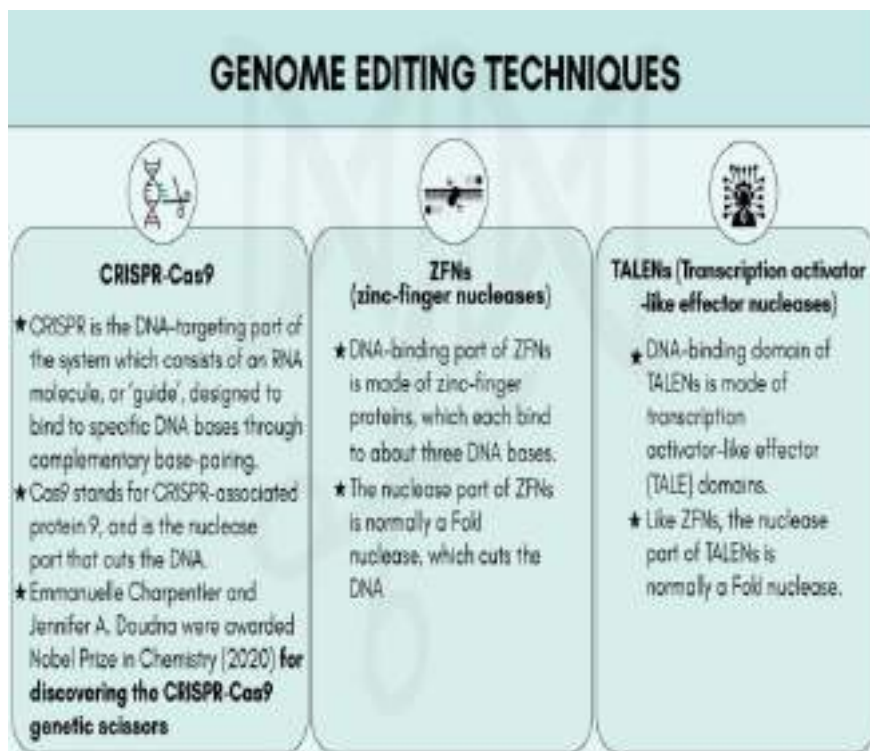 GENOME EDITING TECHNIQUES
CRISPR-Cas9
★ CRISPR is the DNA-targeting part of
the system which consists of an RNA
molecule, or 'guide', designed to
bind to specific DNA bases through
complementary base-pairing.
★ Cas9 stands for CRISPR-associated
protein 9, and is the nuclease
part that cuts the DNA.
★ Emmanuelle Charpentier and
Jennifer A. Doudna were awarded
Nobel Prize in Chemistry (2020) for
discovering the CRISPR-Cas9
genetic scissors
ZFNs
(zinc-finger nucleases)
★ DNA-binding part of ZFNs
is made of zinc-finger
proteins, which each bind
to about three DNA bases.
★ The nuclease part of ZFNs
is normally a FokI
nuclease, which cuts the
DNA
TALENs (Transcription activator
-like effector nucleases)
★ DNA-binding domain of
TALENs is made of
transcription
activator-like effector
(TALE) domains.
★ Like ZFNs, the nuclease
part of TALENs is
normally a FokI nuclease.